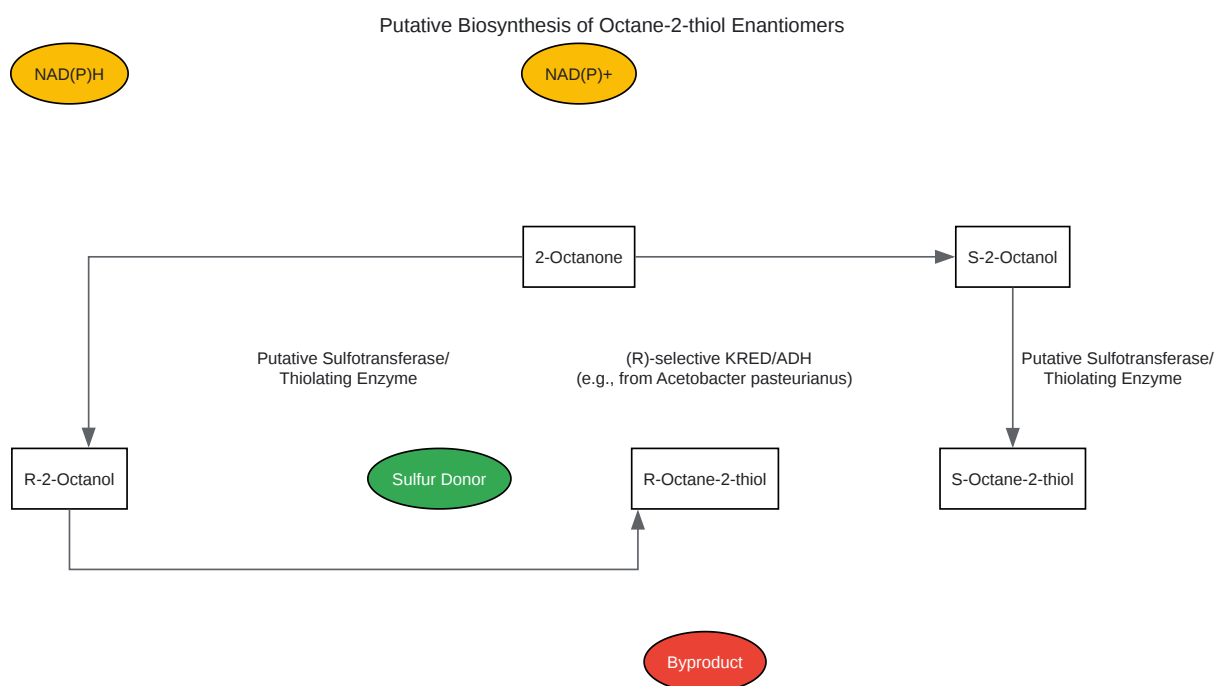 Putative Biosynthesis of Octane-2-thiol Enantiomers
NAD(P)H
NAD(P)+
2-Octanone
S-2-Octanol
Putative Sulfotransferase/
Thiolating Enzyme
(R)-selective KRED/ADH
(e.g., from Acetobacter pasteurianus)
Putative Sulfotransferase/
Thiolating Enzyme
R-2-Octanol
Sulfur Donor
R-Octane-2-thiol
S-Octane-2-thiol
Byproduct